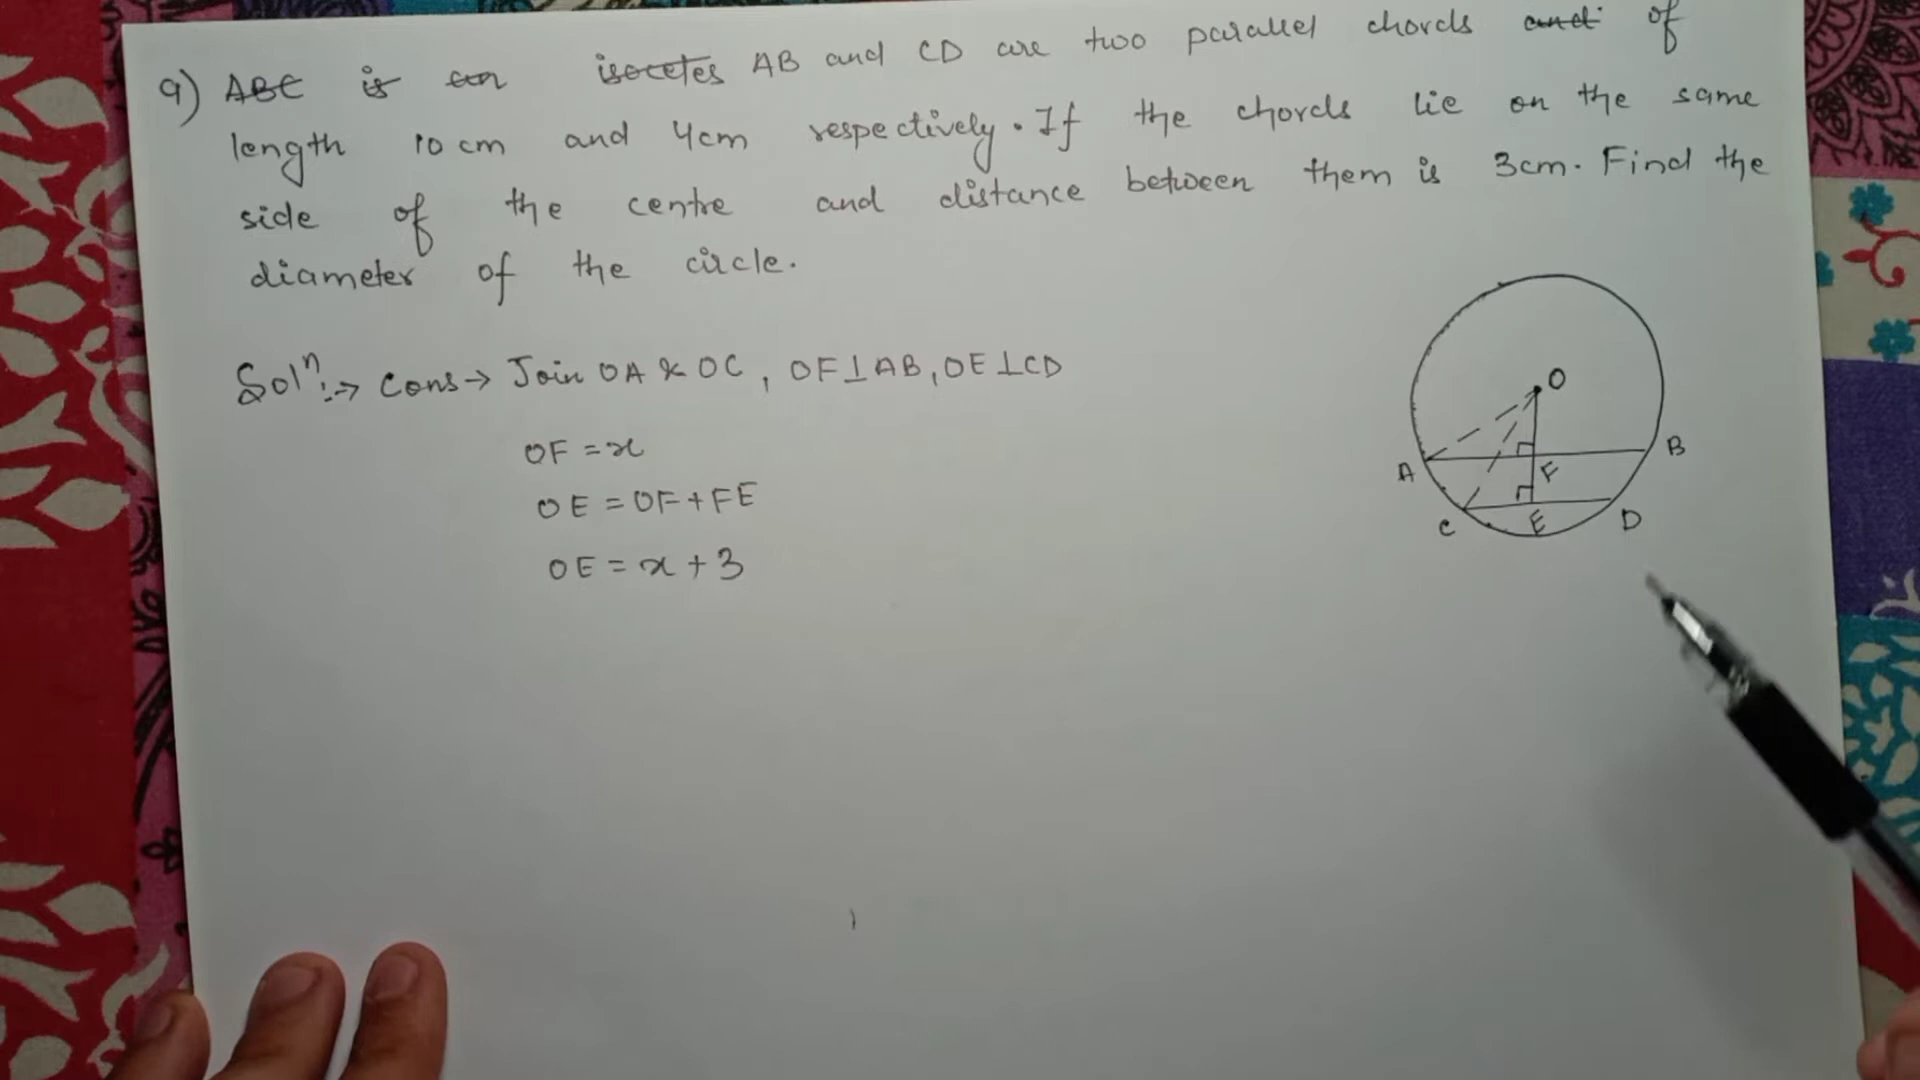 9) ABC is an isoceles AB and CD are two parallel chords and of
length 10 cm and 4cm respectively. If the chords lie on the same
side of the centre and distance between them is 3cm. Find the
diameter of the circle.
Solⁿ:→ Cons→ Join OA & OC, OF⊥AB, OE⊥CD
OF = x
OE = OF + FE
OE = x + 3
O
A
B
F
C
E
D